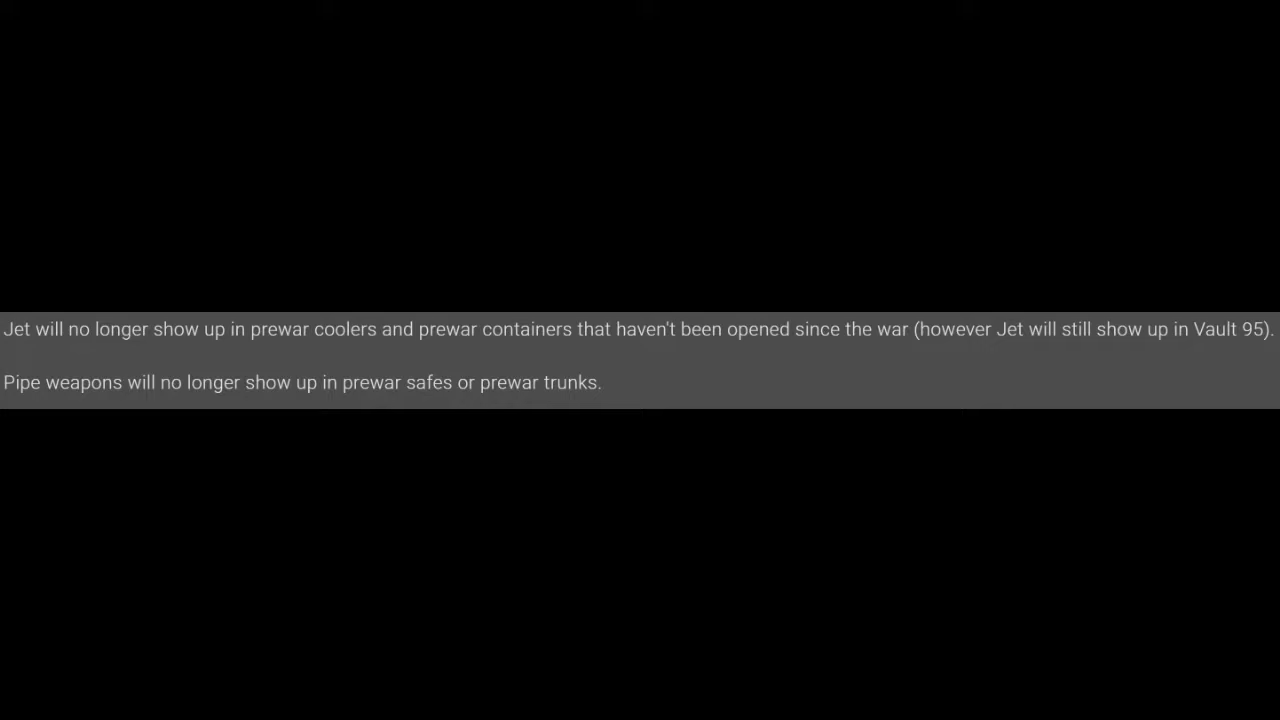 Jet will no longer show up in prewar coolers and prewar containers that haven't been opened since the war (however Jet will still show up in Vault 95).
Pipe weapons will no longer show up in prewar safes or prewar trunks.